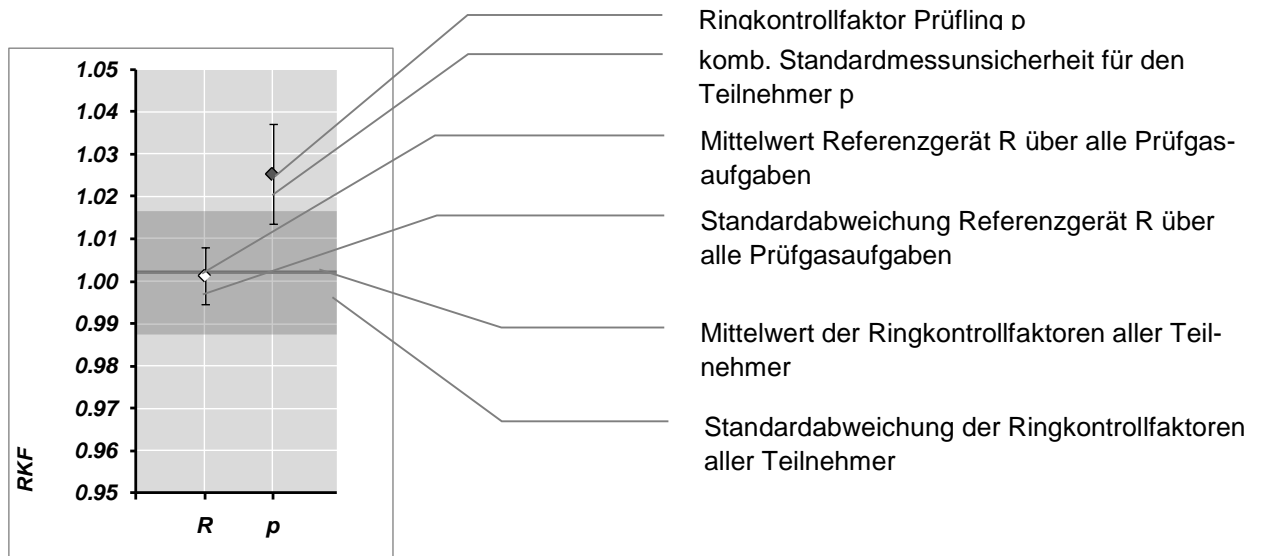 Ringkontrollfaktor Prüfling p
komb. Standardmessunsicherheit für den
Teilnehmer p
Mittelwert Referenzgerät R über alle Prüfgas-
aufgaben
Standardabweichung Referenzgerät R über
alle Prüfgasaufgaben
Mittelwert der Ringkontrollfaktoren aller Teil-
nehmer
Standardabweichung der Ringkontrollfaktoren
aller Teilnehmer
1.05
1.04
1.03
1.02
1.01
1.00
0.99
0.98
0.97
0.96
0.95
RKF
R p